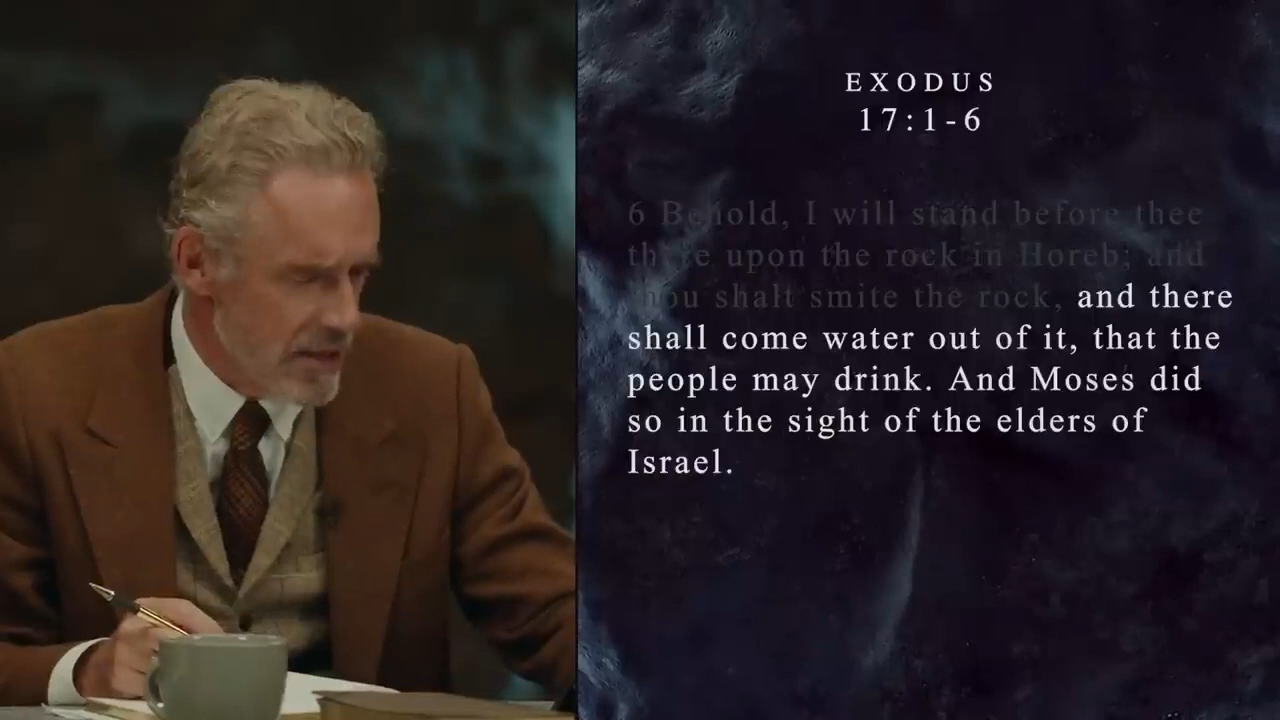 EXODUS
17:1-6
6 Behold, I will stand before thee
there upon the rock in Horeb; and
thou shalt smite the rock, and there
shall come water out of it, that the
people may drink. And Moses did
so in the sight of the elders of
Israel.